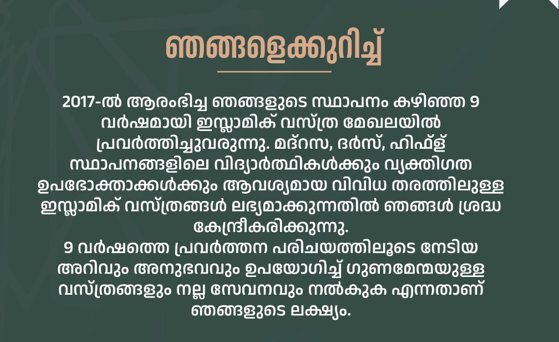 ഞങ്ങളെക്കുറിച്ച്
2017-ൽ ആരംഭിച്ച ഞങ്ങളുടെ സ്ഥാപനം കഴിഞ്ഞ 9
വർഷമായി ഇസ്ലാമിക് വസ്ത്ര മേഖലയിൽ
പ്രവർത്തിച്ചുവരുന്നു. മദ്റസ, ദർസ്, ഹിഫ്ള്
സ്ഥാപനങ്ങളിലെ വിദ്യാർത്ഥികൾക്കും വ്യക്തിഗത
ഉപഭോക്താക്കൾക്കും ആവശ്യമായ വിവിധ തരത്തിലുള്ള
ഇസ്ലാമിക് വസ്ത്രങ്ങൾ ലഭ്യമാക്കുന്നതിൽ ഞങ്ങൾ ശ്രദ്ധ
കേന്ദ്രീകരിക്കുന്നു.
9 വർഷത്തെ പ്രവർത്തന പരിചയത്തിലൂടെ നേടിയ
അറിവും അനുഭവവും ഉപയോഗിച്ച് ഗുണമേന്മയുള്ള
വസ്ത്രങ്ങളും നല്ല സേവനവും നൽകുക എന്നതാണ്
ഞങ്ങളുടെ ലക്ഷ്യം.